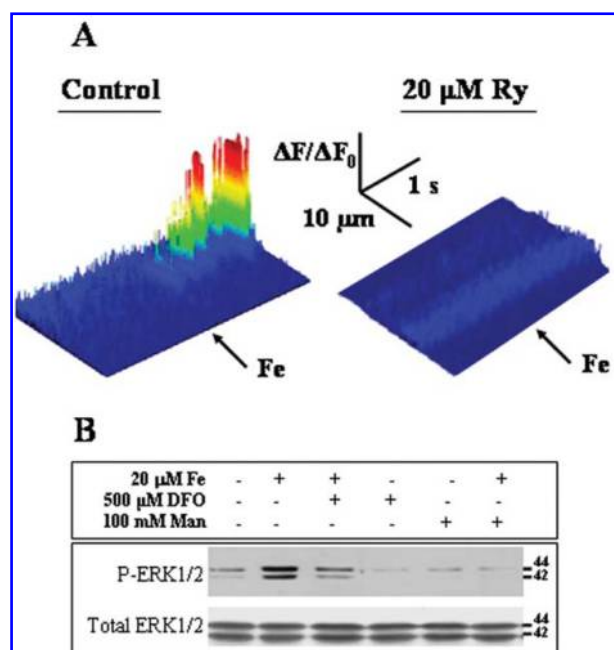 A
Control
20 μM Ry
ΔF/ΔF₀
1 s
10 μm
Fe
Fe
B
20 μM Fe - + + - - +
500 μM DFO - - + + - -
100 mM Man - - - - + +
P-ERK1/2
44
42
Total ERK1/2
44
42